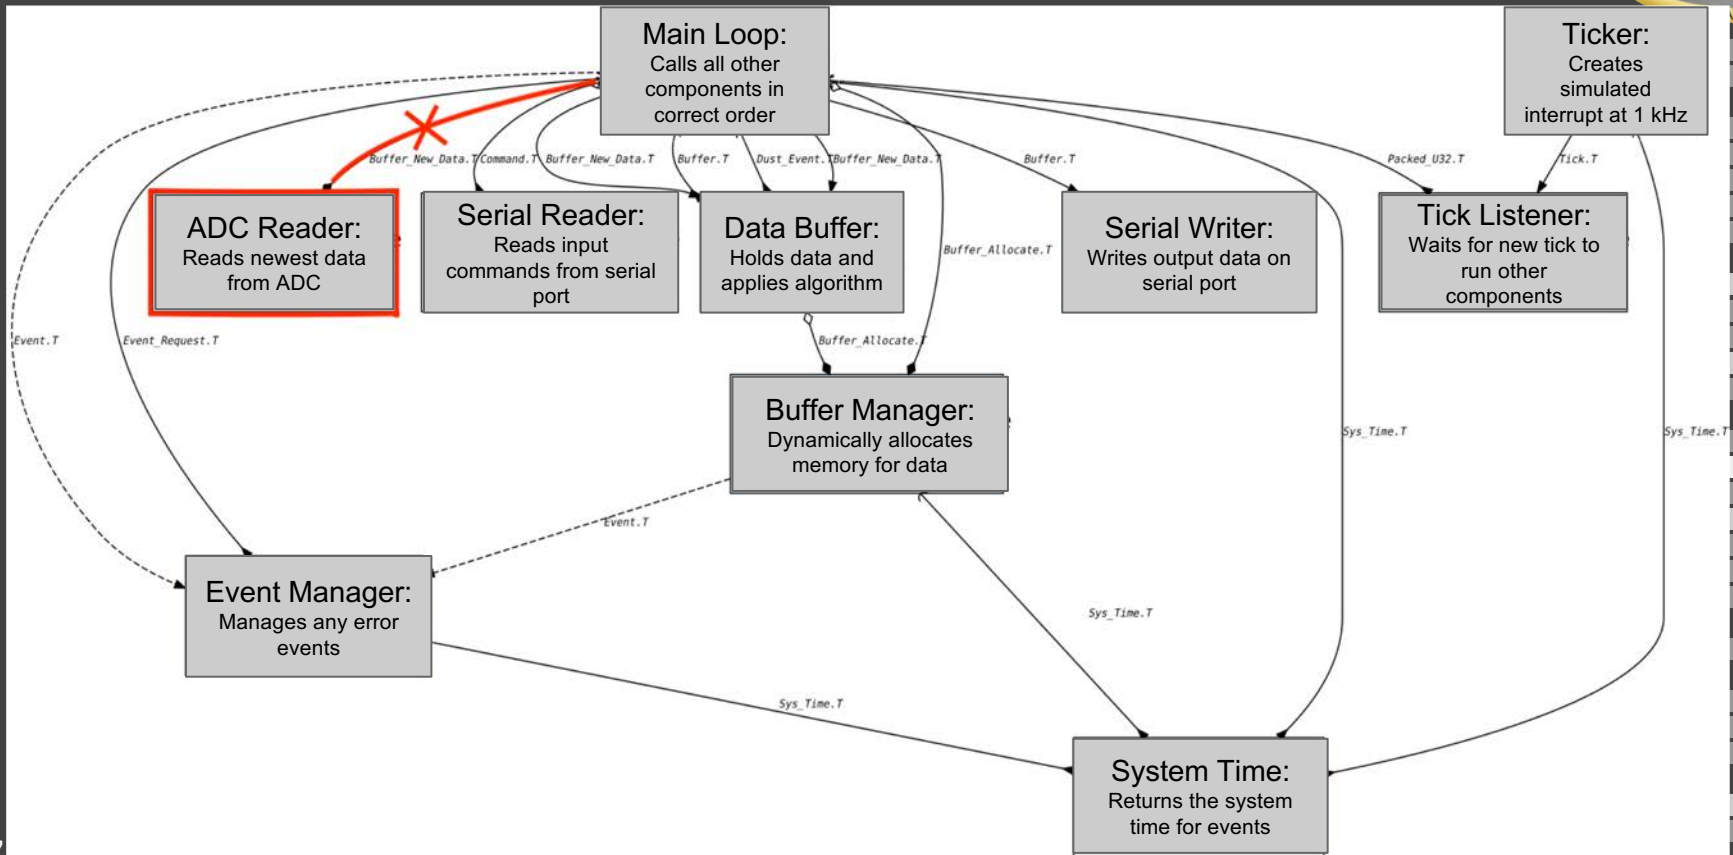 Main Loop:
Calls all other
components in
correct order
Ticker:
Creates
simulated
interrupt at 1 kHz
Buffer_New_Data.T
Command.T
Buffer_New_Data.T
Buffer.T
Dust_Event.T
Buffer_New_Data.T
Buffer.T
Packed_U32.T
Tick.T
ADC Reader:
Reads newest data
from ADC
Serial Reader:
Reads input
commands from serial
port
Data Buffer:
Holds data and
applies algorithm
Buffer_Allocate.T
Serial Writer:
Writes output data on
serial port
Tick Listener:
Waits for new tick to
run other
components
Event.T
Event_Request.T
Buffer_Allocate.T
Buffer Manager:
Dynamically allocates
memory for data
Sys_Time.T
Sys_Time.T
Event.T
Event Manager:
Manages any error
events
Sys_Time.T
Sys_Time.T
System Time:
Returns the system
time for events